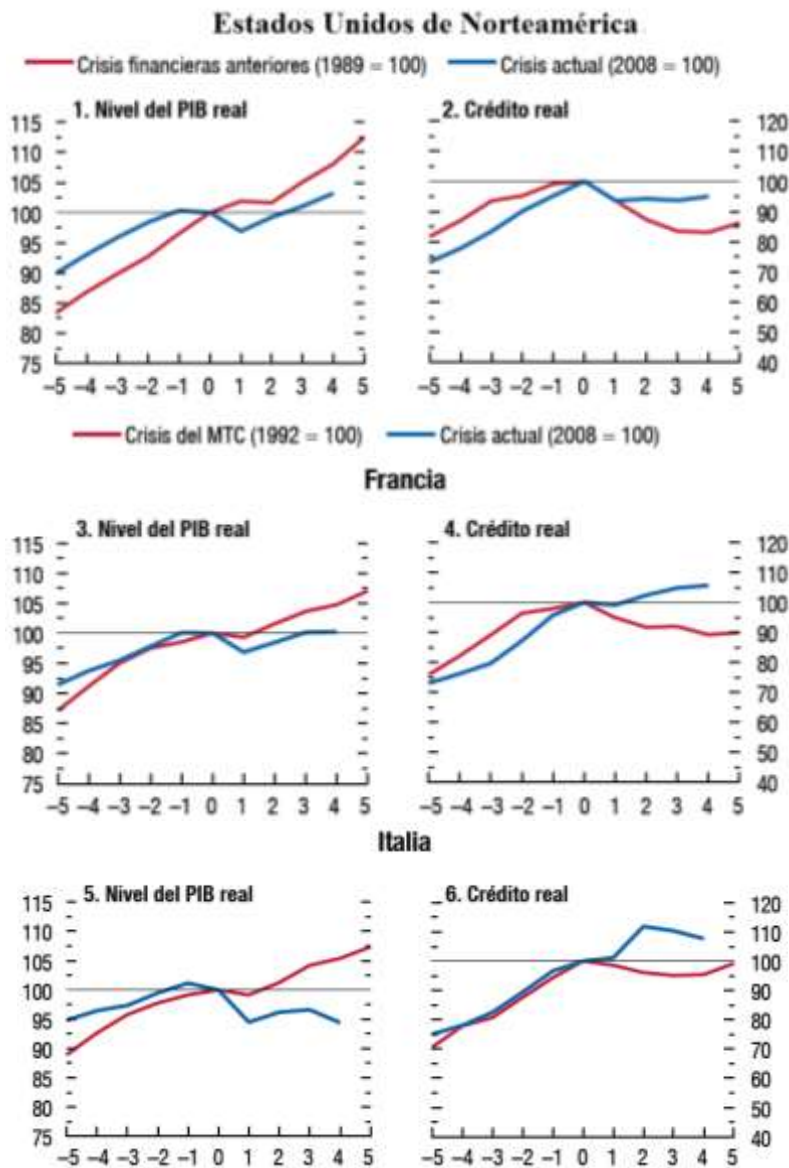 Estados Unidos de Norteamérica
Crisis financieras anteriores (1989 = 100) Crisis actual (2008 = 100)
1. Nivel del PIB real 2. Crédito real
115 120
110 110
105 100
100 90
95 80
90 70
85 60
80 50
75 40
–5 –4 –3 –2 –1 0 1 2 3 4 5 –5 –4 –3 –2 –1 0 1 2 3 4 5
Crisis del MTC (1992 = 100) Crisis actual (2008 = 100)
Francia
3. Nivel del PIB real 4. Crédito real
115 120
110 110
105 100
100 90
95 80
90 70
85 60
80 50
75 40
–5 –4 –3 –2 –1 0 1 2 3 4 5 –5 –4 –3 –2 –1 0 1 2 3 4 5
Italia
5. Nivel del PIB real 6. Crédito real
115 120
110 110
105 100
100 90
95 80
90 70
85 60
80 50
75 40
–5 –4 –3 –2 –1 0 1 2 3 4 5 –5 –4 –3 –2 –1 0 1 2 3 4 5